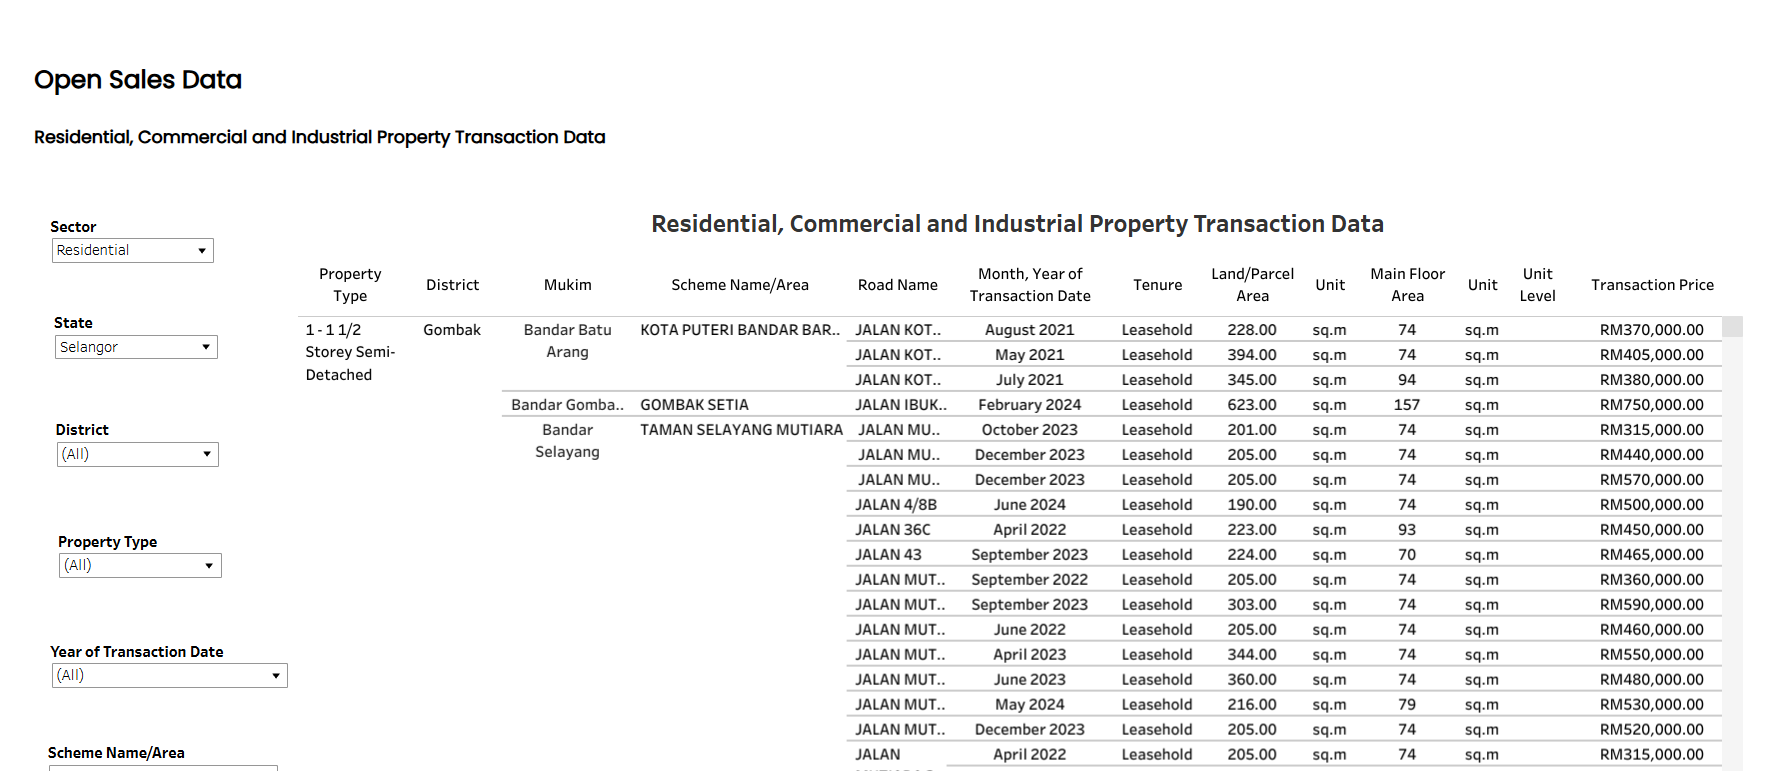 Open Sales Data
Residential, Commercial and Industrial Property Transaction Data
Sector
Residential
State
Selangor
District
(All)
Property Type
(All)
Year of Transaction Date
(All)
Scheme Name/Area
Residential, Commercial and Industrial Property Transaction Data
Property Type District Mukim Scheme Name/Area Road Name Month, Year of Transaction Date Tenure Land/Parcel Area Unit Main Floor Area Unit Unit Level Transaction Price
1 - 1 1/2 Storey Semi-Detached Gombak Bandar Batu Arang KOTA PUTERI BANDAR BAR.. JALAN KOT.. August 2021 Leasehold 228.00 sq.m 74 sq.m RM370,000.00
JALAN KOT.. May 2021 Leasehold 394.00 sq.m 74 sq.m RM405,000.00
JALAN KOT.. July 2021 Leasehold 345.00 sq.m 94 sq.m RM380,000.00
Bandar Gomba.. GOMBAK SETIA JALAN IBUK.. February 2024 Leasehold 623.00 sq.m 157 sq.m RM750,000.00
Bandar Selayang TAMAN SELAYANG MUTIARA JALAN MU.. October 2023 Leasehold 201.00 sq.m 74 sq.m RM315,000.00
JALAN MU.. December 2023 Leasehold 205.00 sq.m 74 sq.m RM440,000.00
JALAN MU.. December 2023 Leasehold 205.00 sq.m 74 sq.m RM570,000.00
JALAN 4/8B June 2024 Leasehold 190.00 sq.m 74 sq.m RM500,000.00
JALAN 36C April 2022 Leasehold 223.00 sq.m 93 sq.m RM450,000.00
JALAN 43 September 2023 Leasehold 224.00 sq.m 70 sq.m RM465,000.00
JALAN MUT.. September 2022 Leasehold 205.00 sq.m 74 sq.m RM360,000.00
JALAN MUT.. September 2023 Leasehold 303.00 sq.m 74 sq.m RM590,000.00
JALAN MUT.. June 2022 Leasehold 205.00 sq.m 74 sq.m RM460,000.00
JALAN MUT.. April 2023 Leasehold 344.00 sq.m 74 sq.m RM550,000.00
JALAN MUT.. June 2023 Leasehold 360.00 sq.m 74 sq.m RM480,000.00
JALAN MUT.. May 2024 Leasehold 216.00 sq.m 79 sq.m RM530,000.00
JALAN MUT.. December 2023 Leasehold 205.00 sq.m 74 sq.m RM520,000.00
JALAN April 2022 Leasehold 205.00 sq.m 74 sq.m RM315,000.00